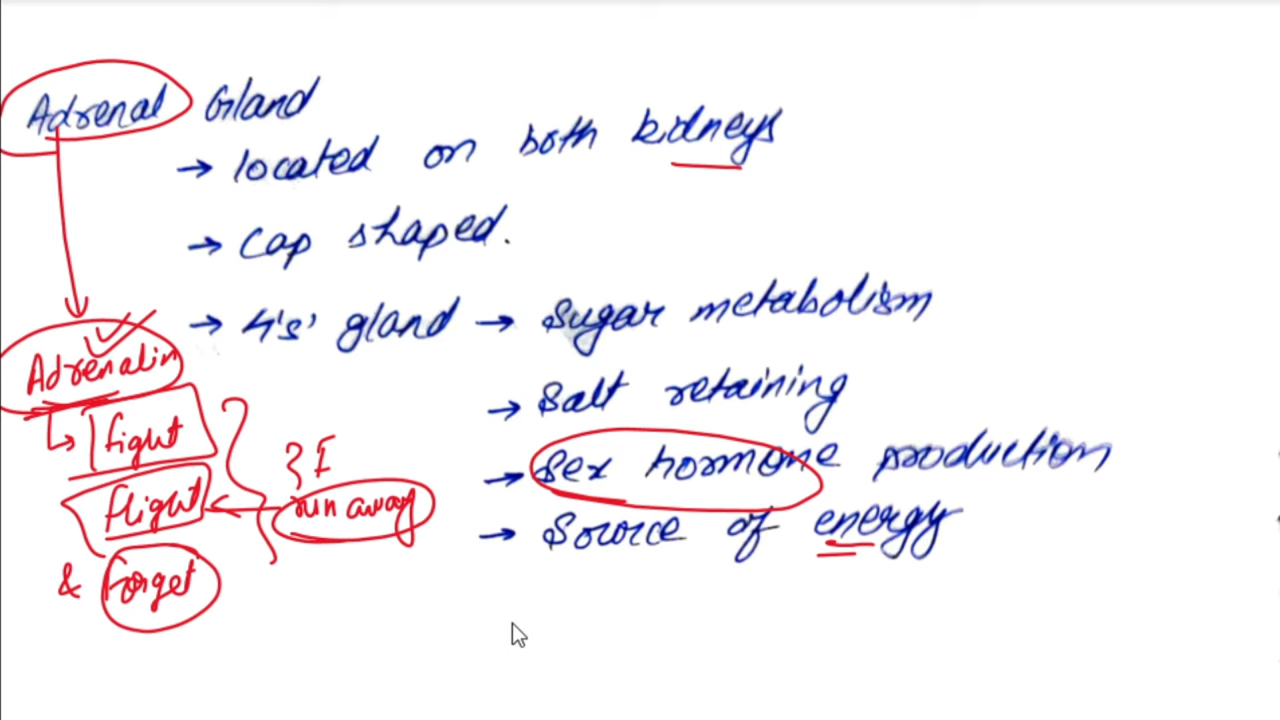 Adrenal Gland
→ located on both kidneys
→ Cap shaped.
→ 4's' gland → Sugar metabolism
→ Salt retaining
→ Sex hormone production
→ Source of energy
Adrenalin
fight
flight
& forget
3F
run away